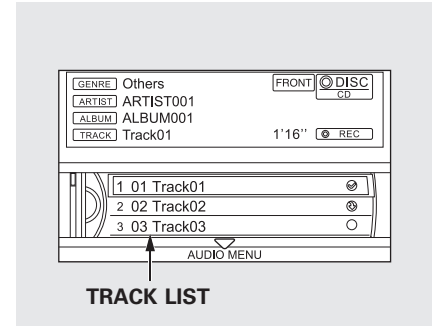 GENRE Others FRONT DISC
CD
ARTIST ARTIST001
ALBUM ALBUM001
TRACK Track01 1'16'' REC
1 01 Track01
2 02 Track02
3 03 Track03
AUDIO MENU
TRACK LIST